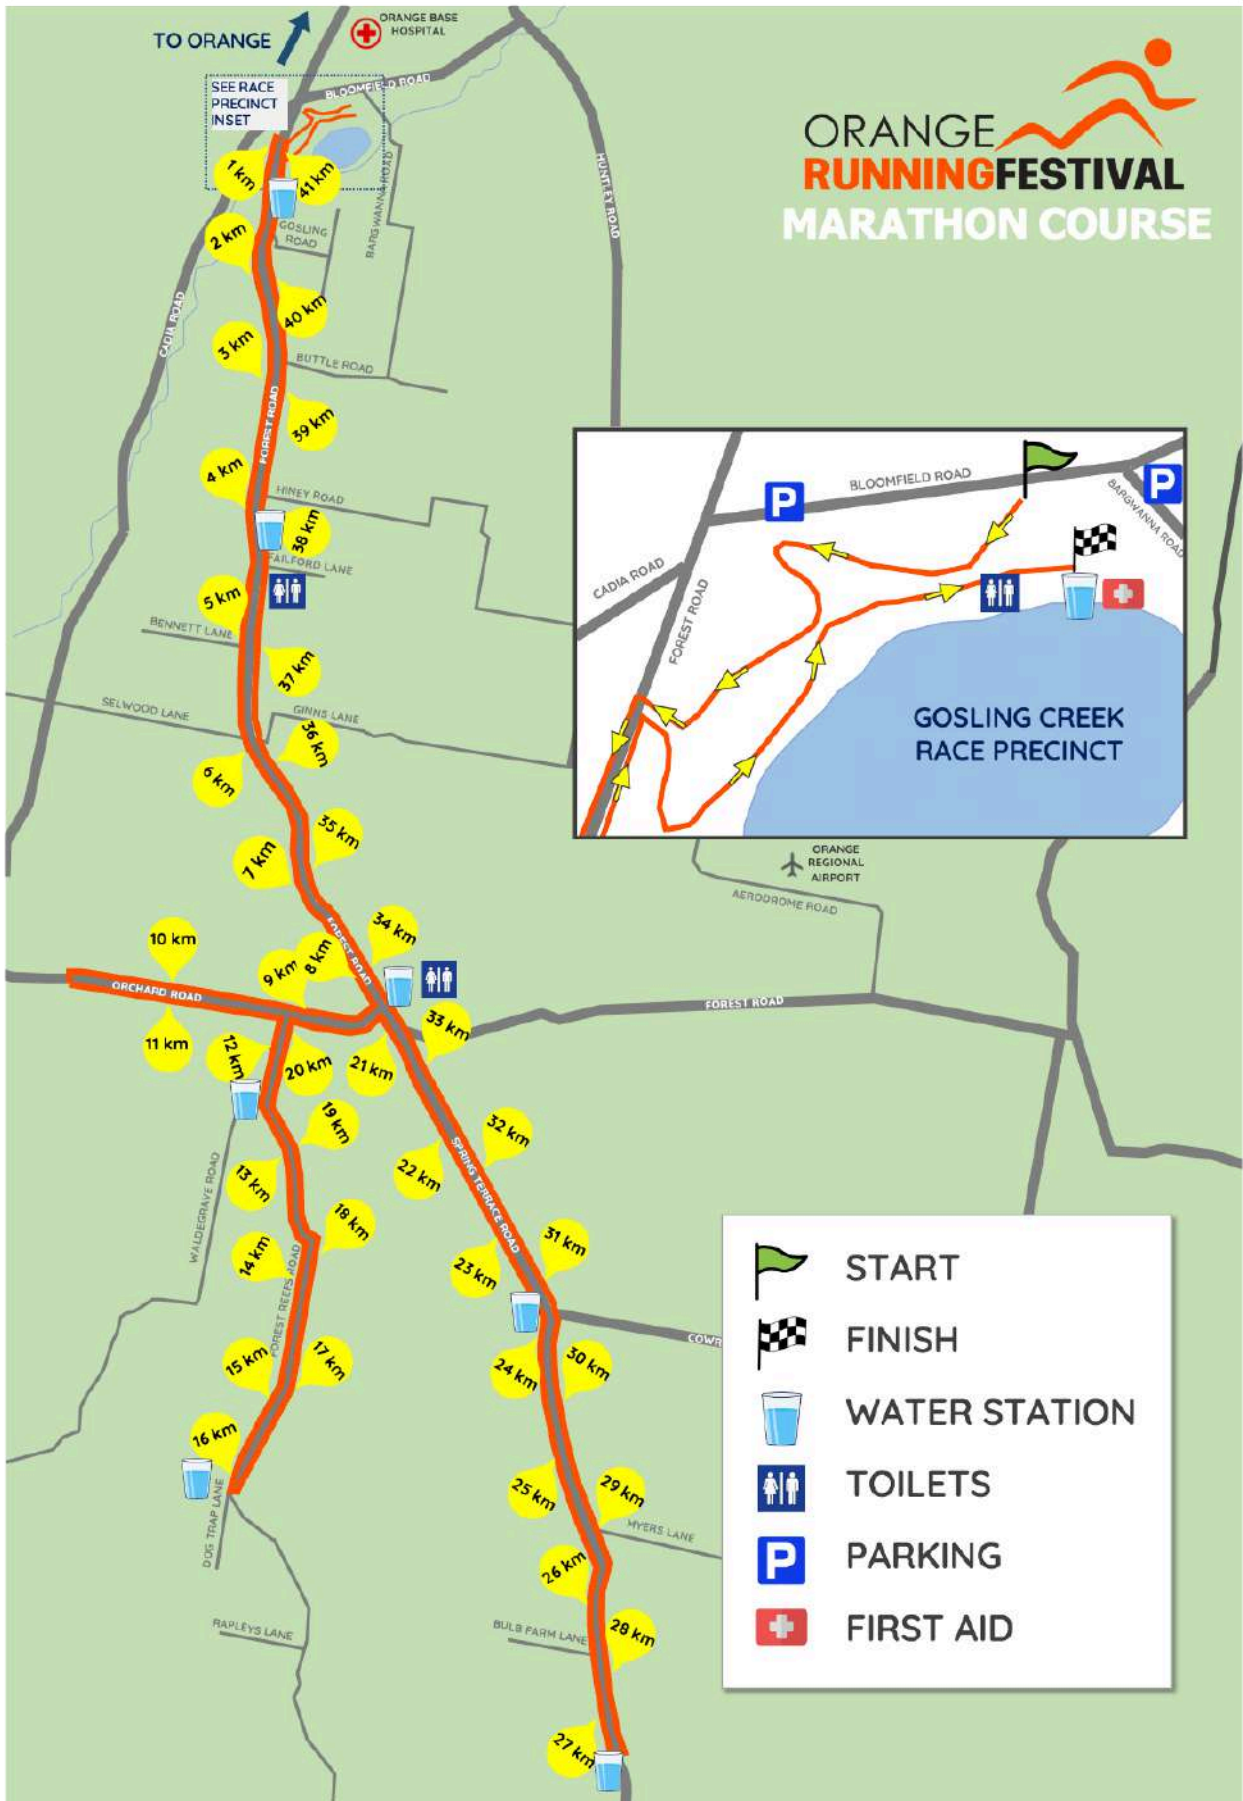 TO ORANGE
ORANGE BASE
HOSPITAL
SEE RACE
PRECINCT
INSET
BLOOMFIELD ROAD
ORANGE
RUNNINGFESTIVAL
MARATHON COURSE
HUNTLEY ROAD
BARGWANNA ROAD
1 km
41 km
GOSLING
ROAD
2 km
CADIA ROAD
40 km
3 km
BUTTLE ROAD
FOREST ROAD
39 km
4 km
HINEY ROAD
38 km
FAILFORD LANE
5 km
BENNETT LANE
37 km
SELWOOD LANE
GINNS LANE
36 km
6 km
35 km
7 km
BLOOMFIELD ROAD
P
P
BARGWANNA ROAD
CADIA ROAD
FOREST ROAD
GOSLING CREEK
RACE PRECINCT
ORANGE
REGIONAL
AIRPORT
AERODROME ROAD
34 km
FOREST ROAD
10 km
9 km
8 km
ORCHARD ROAD
FOREST ROAD
33 km
11 km
12 km
20 km
21 km
19 km
32 km
SPRING TERRACE ROAD
22 km
13 km
WALDEGRAVE ROAD
18 km
14 km
31 km
23 km
FOREST REEFS ROAD
COWR
15 km
17 km
24 km
30 km
16 km
DOG TRAP LANE
25 km
29 km
MYERS LANE
26 km
RAPLEYS LANE
BULB FARM LANE
28 km
27 km
START
FINISH
WATER STATION
TOILETS
P
PARKING
FIRST AID